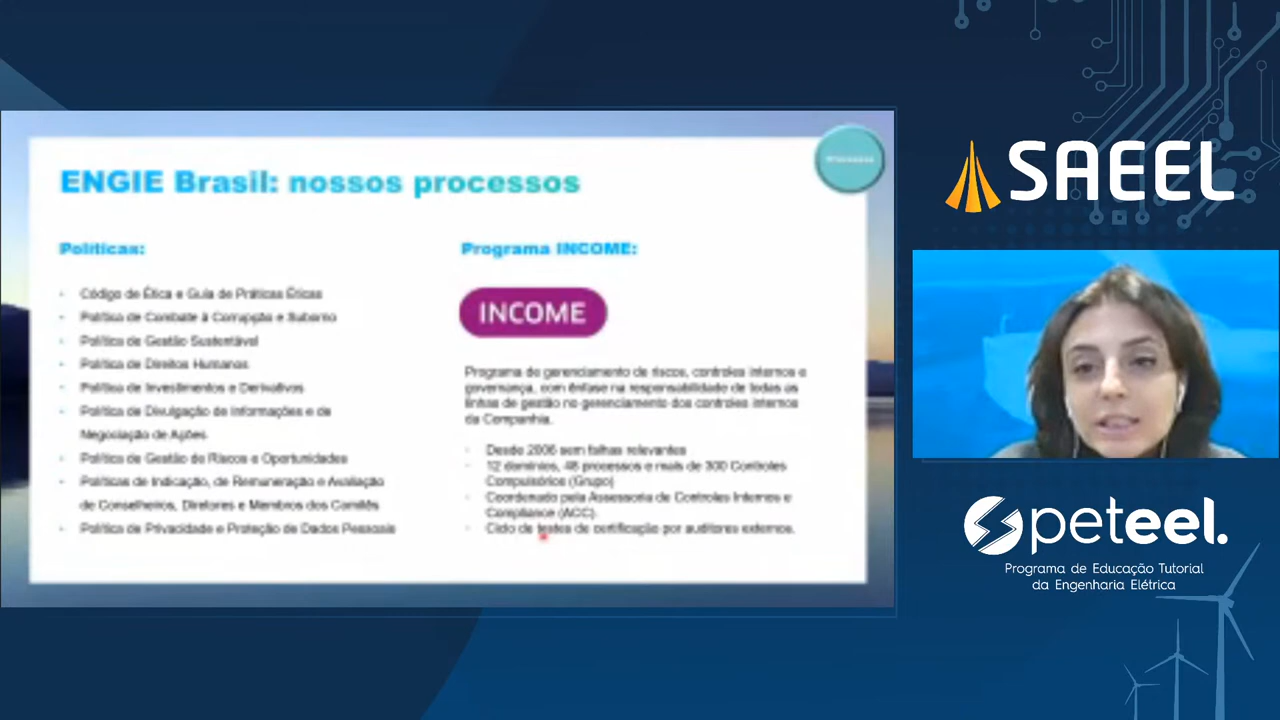 ENGIE Brasil: nossos processos
Processos
Políticas:
• Código de Ética e Guia de Práticas Éticas
• Política de Combate à Corrupção e Suborno
• Política de Gestão Sustentável
• Política de Direitos Humanos
• Política de Investimentos e Derivativos
• Política de Divulgação de Informações e de
Negociação de Ações
• Política de Gestão de Riscos e Oportunidades
• Políticas de Indicação, de Remuneração e Avaliação
de Conselheiros, Diretores e Membros dos Comitês
• Política de Privacidade e Proteção de Dados Pessoais
Programa INCOME:
INCOME
Programa de gerenciamento de riscos, controles internos e
governança, com ênfase na responsabilidade de todas as
linhas de gestão no gerenciamento dos controles internos
da Companhia.
• Desde 2006 sem falhas relevantes
• 12 domínios, 48 processos e mais de 300 Controles
Compulsórios (Grupo)
• Coordenado pela Assessoria de Controles Internos e
Compliance (ACC).
• Ciclo de testes de certificação por auditores externos.
SAEEL
peteel.
Programa de Educação Tutorial
da Engenharia Elétrica